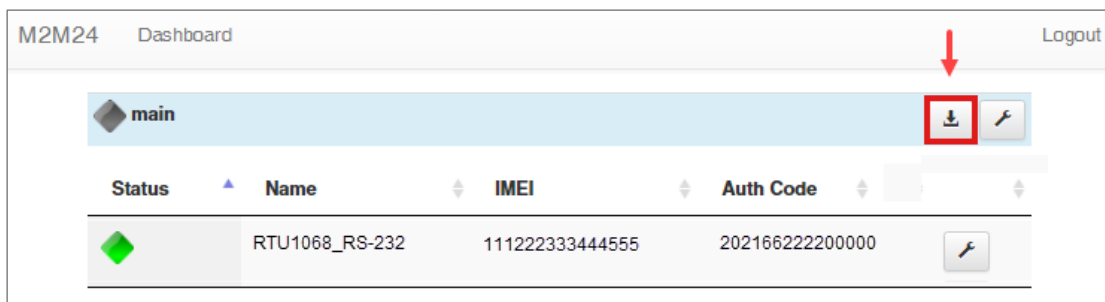 M2M24 Dashboard Logout
main
Status Name IMEI Auth Code
RTU1068_RS-232 111222333444555 202166222200000